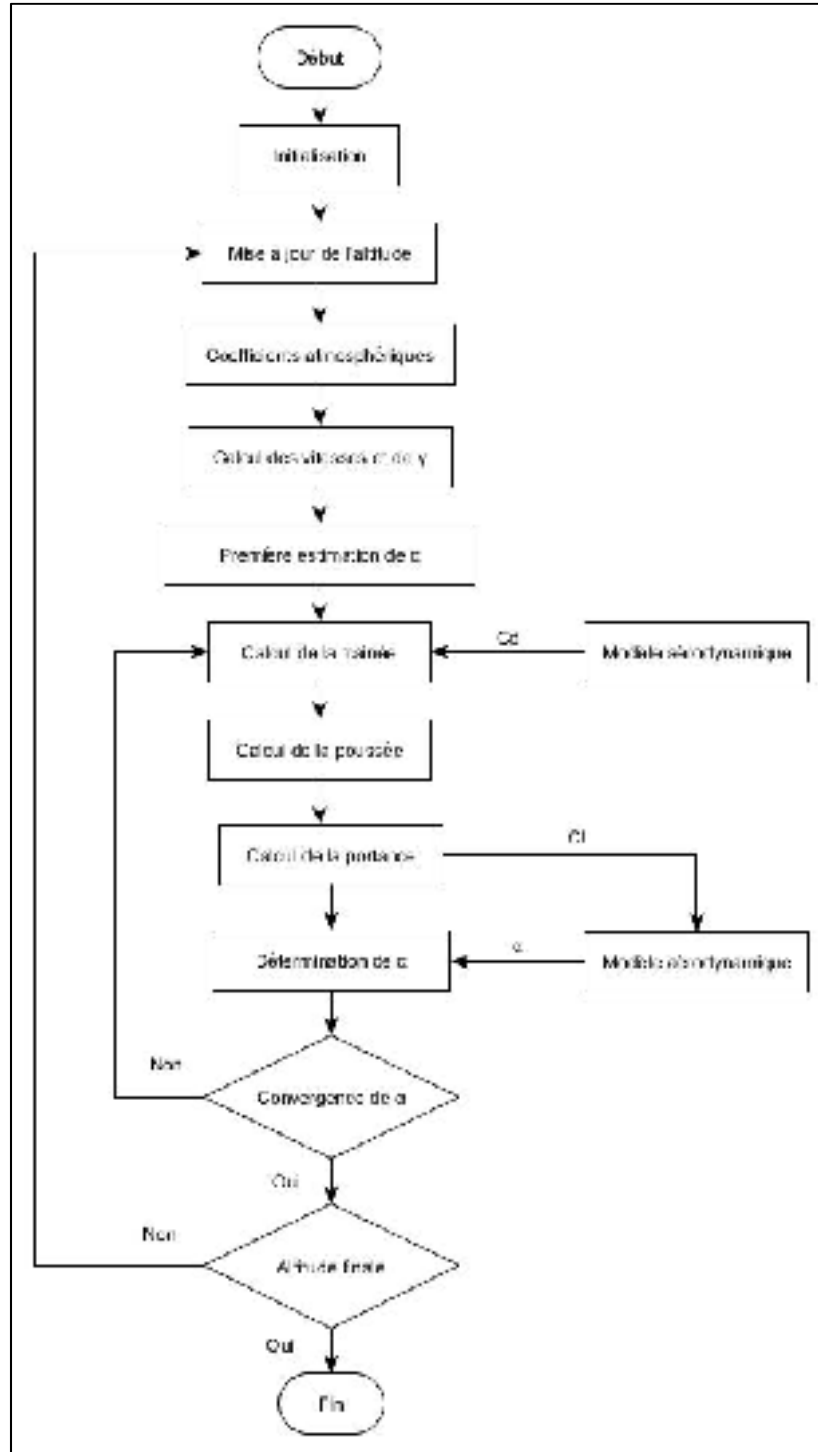 Début
Initialisation
Mise a jour de l'altitude
Coefficients atmosphériques
Calcul des vitesses et de γ
Première estimation de α
Calcul de la trainée
Cd
Modèle aérodynamique
Calcul de la poussée
Calcul de la portance
Cl
Détermination de α
α
Modèle aérodynamique
Non
Convergence de α
Oui
Non
Altitude finale
Oui
Fin